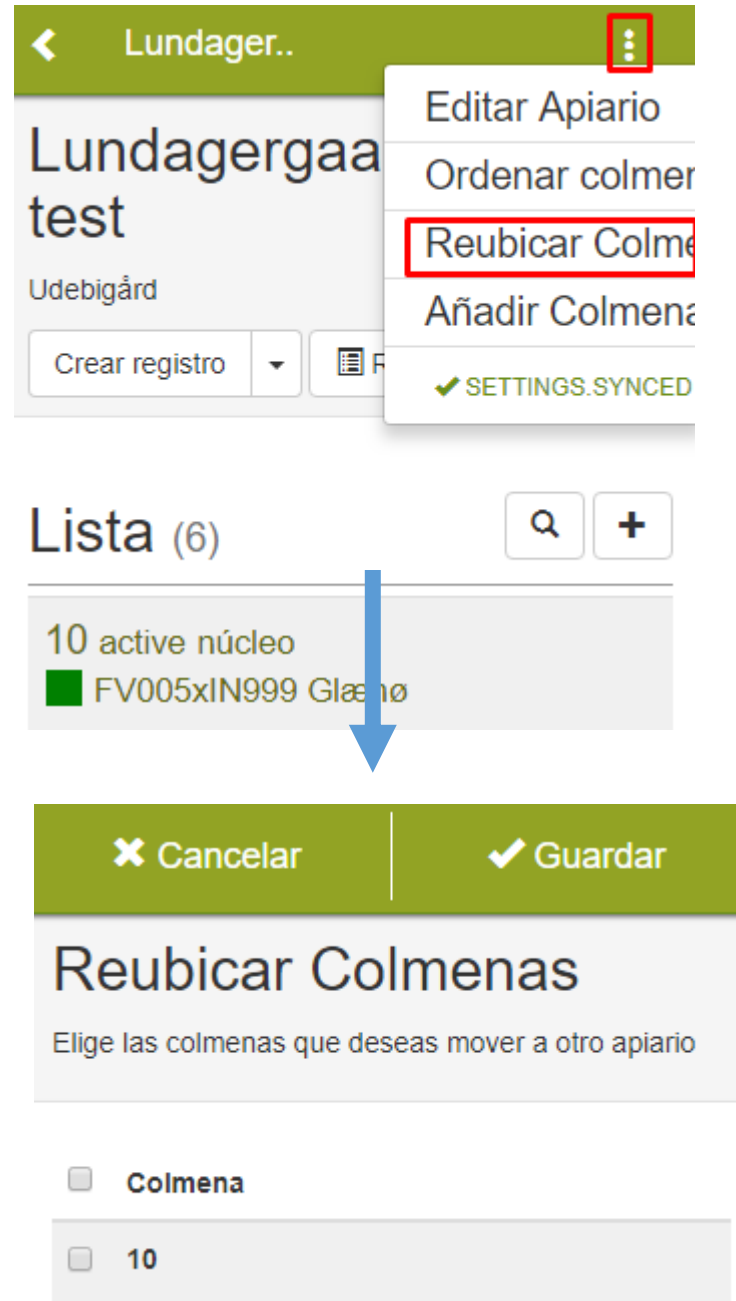 Lundager..
Editar Apiario
Ordenar colmen
Lundagergaa
test
Reubicar Colme
Udebigård
Añadir Colmena
Crear registro
R
SETTINGS.SYNCED
Lista (6)
10 active núcleo
FV005xIN999 Glænø
Cancelar
Guardar
Reubicar Colmenas
Elige las colmenas que deseas mover a otro apiario
Colmena
10